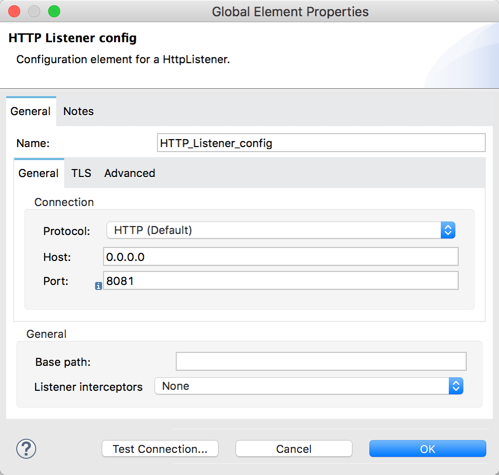 Global Element Properties
HTTP Listener config
Configuration element for a HttpListener.
General Notes
Name: HTTP_Listener_config
General TLS Advanced
Connection
Protocol: HTTP (Default)
Host: 0.0.0.0
Port: i 8081
General
Base path:
Listener interceptors None
? Test Connection... Cancel OK